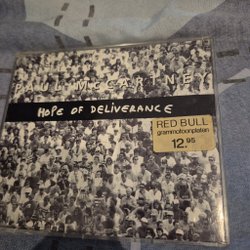 PAUL McCARTNEY
HOPE OF DELIVERANCE
RED BULL
grammofoonplaten
12.95